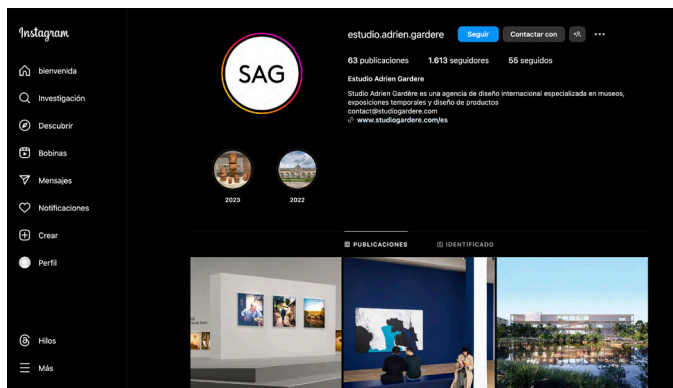 Instagram
bienvenida
Investigación
Descubrir
Bobinas
Mensajes
Notificaciones
Crear
Perfil
Hilos
Más
SAG
estudio.adrien.gardere Seguir Contactar con
63 publicaciones 1.613 seguidores 55 seguidos
Estudio Adrien Gardere
Studio Adrien Gardère es una agencia de diseño internacional especializada en museos,
exposiciones temporales y diseño de productos
contact@studiogardere.com
www.studiogardere.com/es
2023 2022
PUBLICACIONES IDENTIFICADO